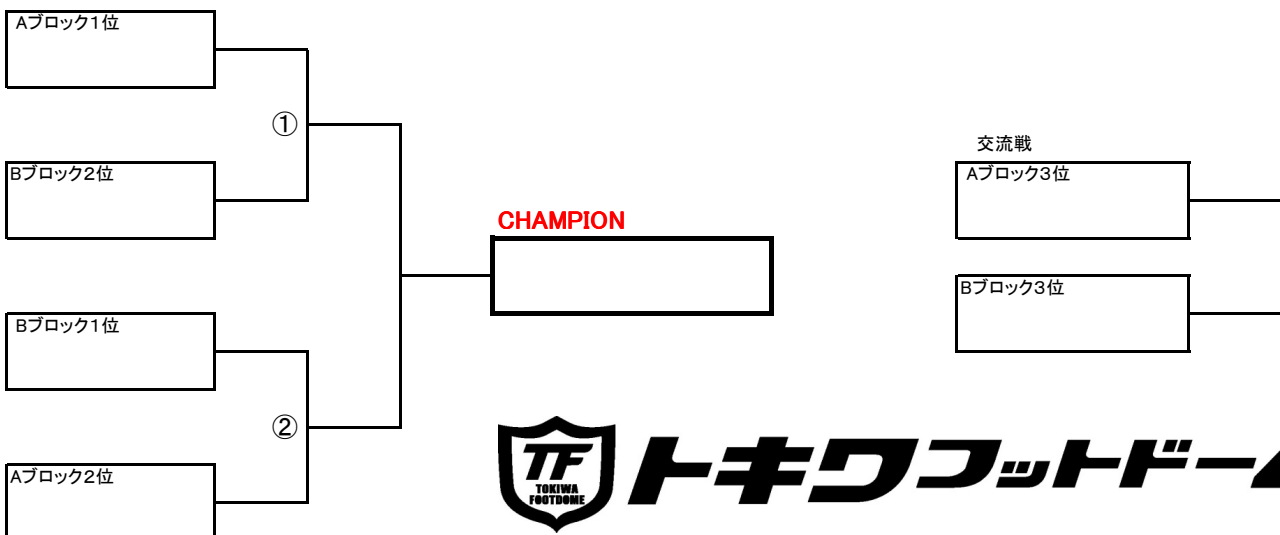 Aブロック1位
①
Bブロック2位
CHAMPION
Bブロック1位
②
Aブロック2位
交流戦
Aブロック3位
Bブロック3位
TF
TOKIWA
FOOTDOME
トキワフットドーム